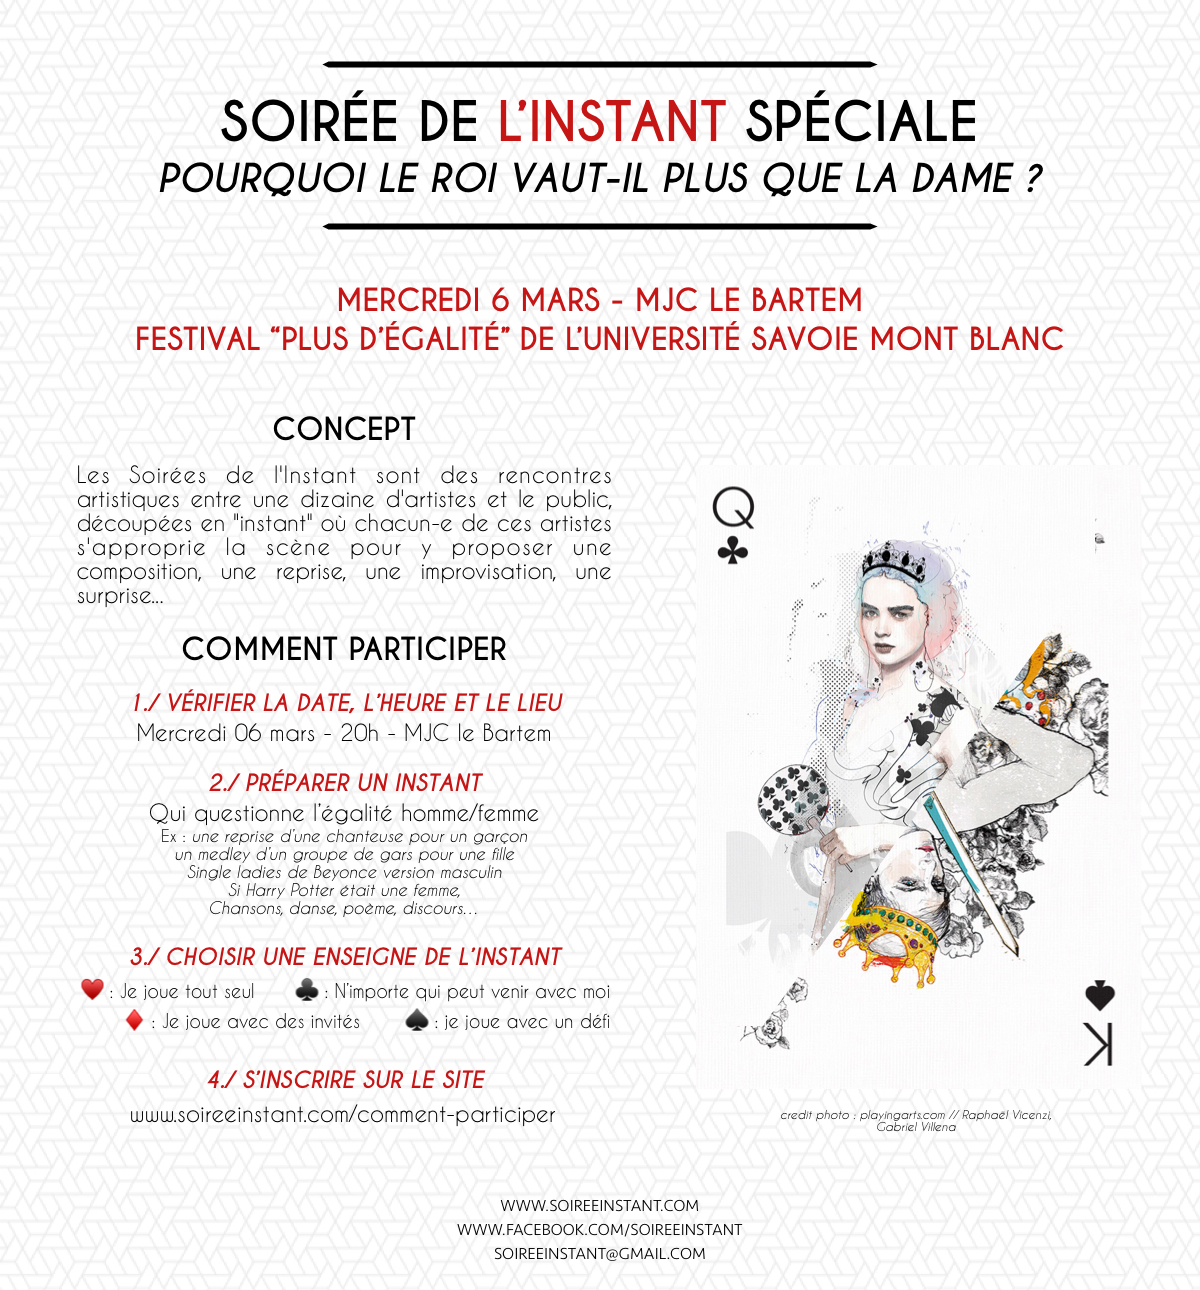 SOIRÉE DE L'INSTANT SPÉCIALE
POURQUOI LE ROI VAUT-IL PLUS QUE LA DAME ?
MERCREDI 6 MARS - MJC LE BARTEM
FESTIVAL “PLUS D'ÉGALITÉ” DE L'UNIVERSITÉ SAVOIE MONT BLANC
CONCEPT
Les Soirées de l'Instant sont des rencontres
artistiques entre une dizaine d'artistes et le public,
découpées en "instant" où chacun-e de ces artistes
s'approprie la scène pour y proposer une
composition, une reprise, une improvisation, une
surprise...
COMMENT PARTICIPER
1./ VÉRIFIER LA DATE, L'HEURE ET LE LIEU
Mercredi 06 mars - 20h - MJC le Bartem
2./ PRÉPARER UN INSTANT
Qui questionne l'égalité homme/femme
Ex : une reprise d'une chanteuse pour un garçon
un medley d'un groupe de gars pour une fille
Single ladies de Beyonce version masculin
Si Harry Potter était une femme,
Chansons, danse, poème, discours...
3./ CHOISIR UNE ENSEIGNE DE L'INSTANT
♥ : Je joue tout seul ♣ : N'importe qui peut venir avec moi
♦ : Je joue avec des invités ♠ : je joue avec un défi
4./ S'INSCRIRE SUR LE SITE
www.soireeinstant.com/comment-participer
Q
K
credit photo : playingarts.com // Raphaël Vicenzi,
Gabriel Villena
WWW.SOIREEINSTANT.COM
WWW.FACEBOOK.COM/SOIREEINSTANT
SOIREEINSTANT@GMAIL.COM